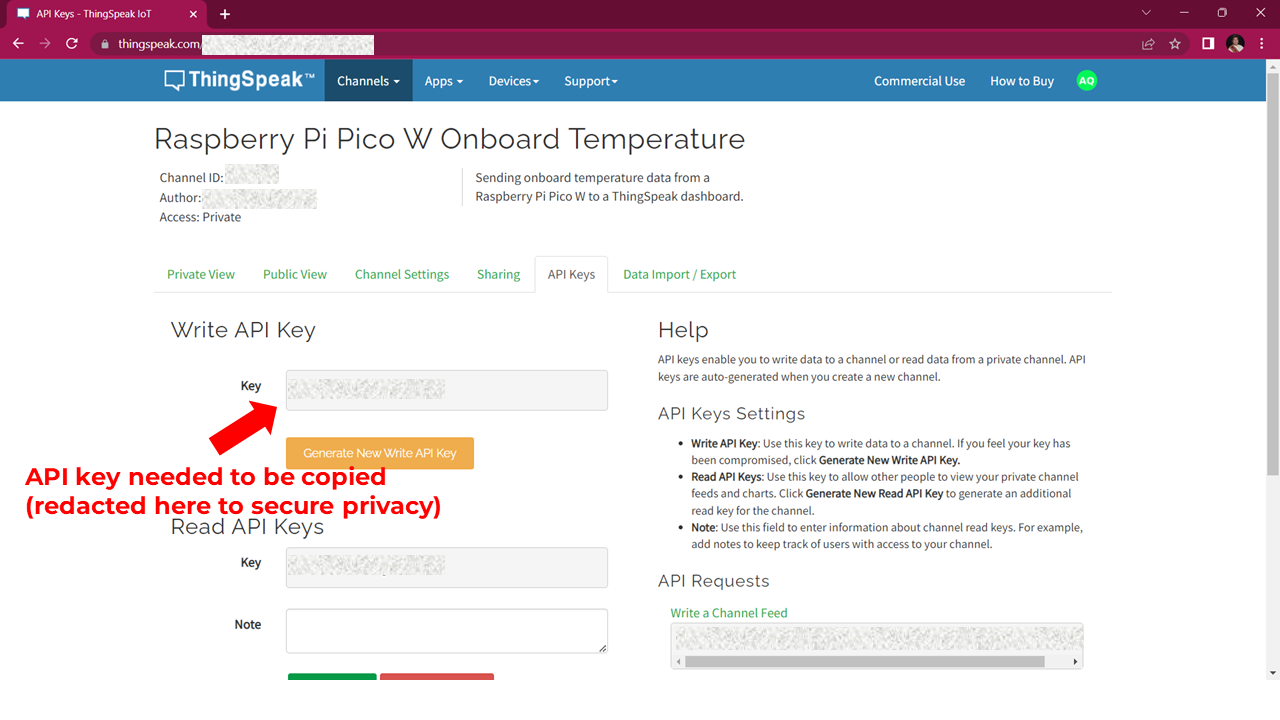 API Keys - ThingSpeak IoT
thingspeak.com/
ThingSpeak™
Channels
Apps
Devices
Support
Commercial Use
How to Buy
AQ
Raspberry Pi Pico W Onboard Temperature
Channel ID:
Author:
Access: Private
Sending onboard temperature data from a
Raspberry Pi Pico W to a ThingSpeak dashboard.
Private View
Public View
Channel Settings
Sharing
API Keys
Data Import / Export
Write API Key
Key
Generate New Write API Key
API key needed to be copied
(redacted here to secure privacy)
Read API Keys
Key
Note
Help
API keys enable you to write data to a channel or read data from a private channel. API
keys are auto-generated when you create a new channel.
API Keys Settings
• Write API Key: Use this key to write data to a channel. If you feel your key has
been compromised, click Generate New Write API Key.
• Read API Keys: Use this key to allow other people to view your private channel
feeds and charts. Click Generate New Read API Key to generate an additional
read key for the channel.
• Note: Use this field to enter information about channel read keys. For example,
add notes to keep track of users with access to your channel.
API Requests
Write a Channel Feed